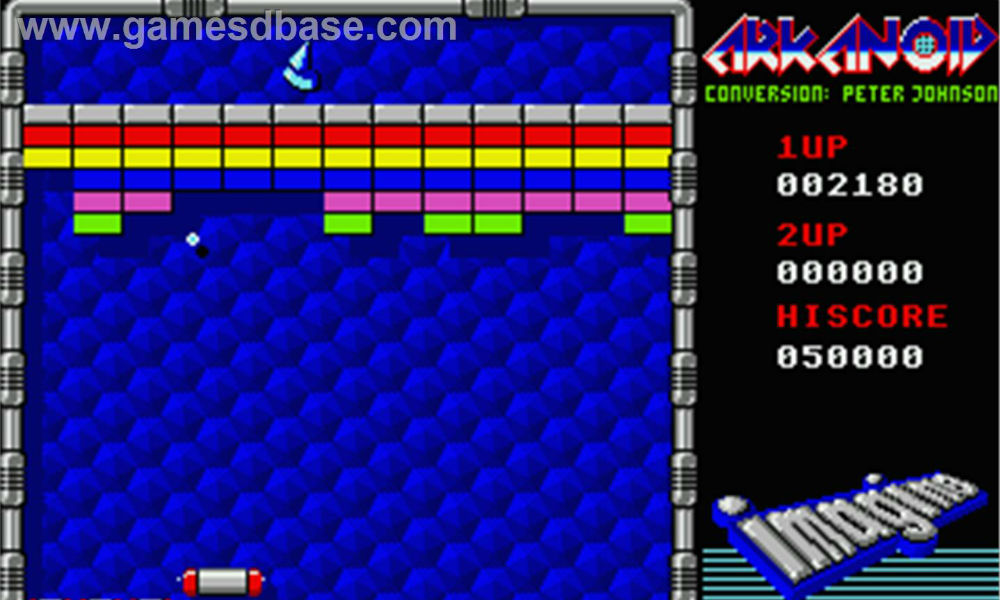 www.gamesdbase.com
ARKANOID
CONVERSION: PETER JOHNSON
1UP
002180
2UP
000000
HISCORE
050000
Imagine